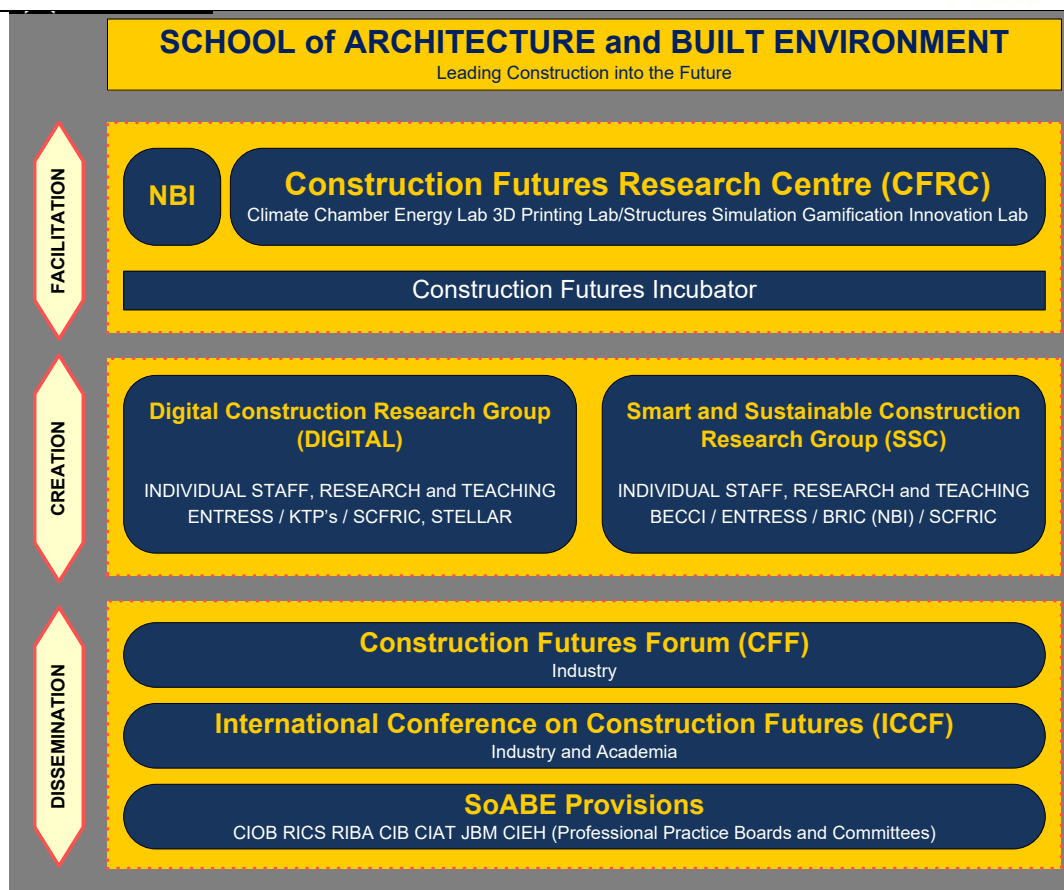 SCHOOL of ARCHITECTURE and BUILT ENVIRONMENT
Leading Construction into the Future
FACILITATION
NBI
Construction Futures Research Centre (CFRC)
Climate Chamber Energy Lab 3D Printing Lab/Structures Simulation Gamification Innovation Lab
Construction Futures Incubator
CREATION
Digital Construction Research Group
(DIGITAL)
INDIVIDUAL STAFF, RESEARCH and TEACHING
ENTRESS / KTP's / SCFRIC, STELLAR
Smart and Sustainable Construction
Research Group (SSC)
INDIVIDUAL STAFF, RESEARCH and TEACHING
BECCI / ENTRESS / BRIC (NBI) / SCFRIC
DISSEMINATION
Construction Futures Forum (CFF)
Industry
International Conference on Construction Futures (ICCF)
Industry and Academia
SoABE Provisions
CIOB RICS RIBA CIB CIAT JBM CIEH (Professional Practice Boards and Committees)